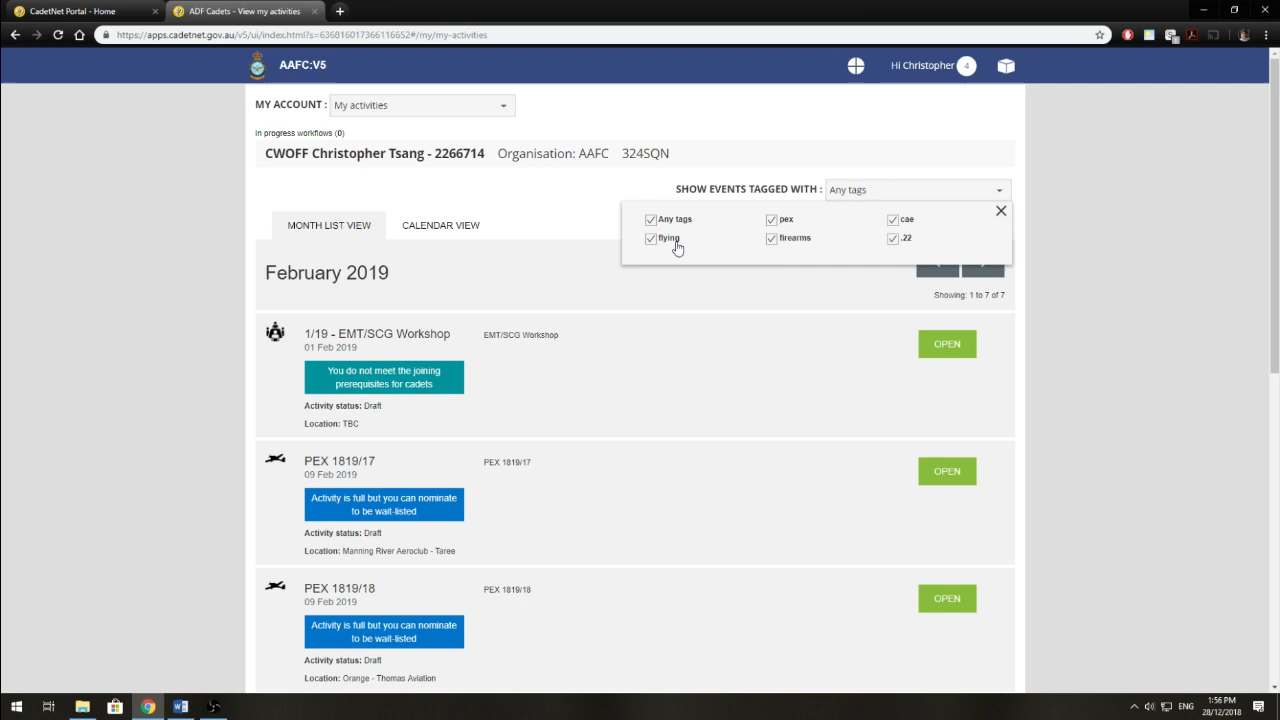 CadetNet Portal - Home
ADF Cadets - View my activities
https://apps.cadetnet.gov.au/v5/ui/index.html?s=636816017366116652#/my/my-activities
AAFC:V5
Hi Christopher 4
MY ACCOUNT : My activities
In progress workflows (0)
CWOFF Christopher Tsang - 2266714 Organisation: AAFC 324SQN
SHOW EVENTS TAGGED WITH : Any tags
Any tags pex cae
flying firearms .22
MONTH LIST VIEW CALENDAR VIEW
February 2019
Showing: 1 to 7 of 7
1/19 - EMT/SCG Workshop EMT/SCG Workshop OPEN
01 Feb 2019
You do not meet the joining
prerequisites for cadets
Activity status: Draft
Location: TBC
PEX 1819/17 PEX 1819/17 OPEN
09 Feb 2019
Activity is full but you can nominate
to be wait-listed
Activity status: Draft
Location: Manning River Aeroclub - Taree
PEX 1819/18 PEX 1819/18 OPEN
09 Feb 2019
Activity is full but you can nominate
to be wait-listed
Activity status: Draft
Location: Orange - Thomas Aviation
ENG
1:56 PM
28/12/2018